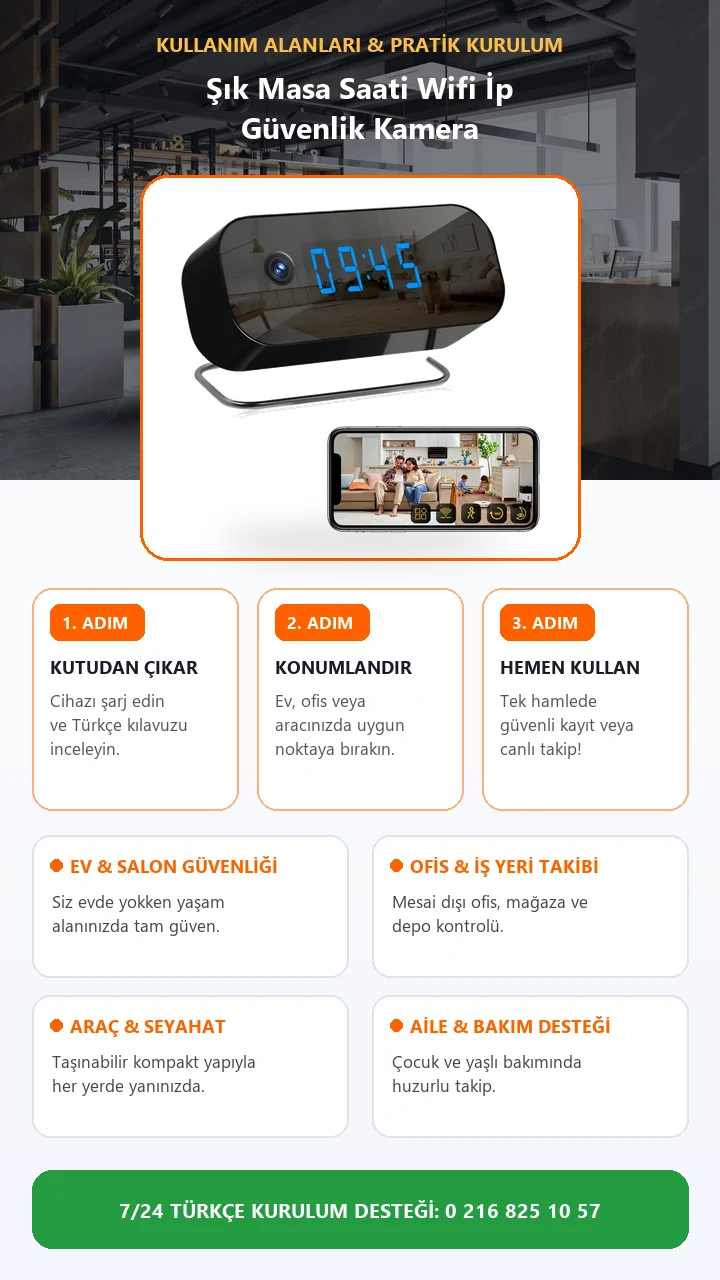 KULLANIM ALANLARI & PRATİK KURULUM
Şık Masa Saati Wifi İp
Güvenlik Kamera
09:45
1. ADIM
KUTUDAN ÇIKAR
Cihazı şarj edin
ve Türkçe kılavuzu
inceleyin.
2. ADIM
KONUMLANDIR
Ev, ofis veya
aracınızda uygun
noktaya bırakın.
3. ADIM
HEMEN KULLAN
Tek hamlede
güvenli kayıt veya
canlı takip!
EV & SALON GÜVENLİĞİ
Siz evde yokken yaşam
alanınızda tam güven.
OFİS & İŞ YERİ TAKİBİ
Mesai dışı ofis, mağaza ve
depo kontrolü.
ARAÇ & SEYAHAT
Taşınabilir kompakt yapıyla
her yerde yanınızda.
AİLE & BAKIM DESTEĞİ
Çocuk ve yaşlı bakımında
huzurlu takip.
7/24 TÜRKÇE KURULUM DESTEĞİ: 0 216 825 10 57